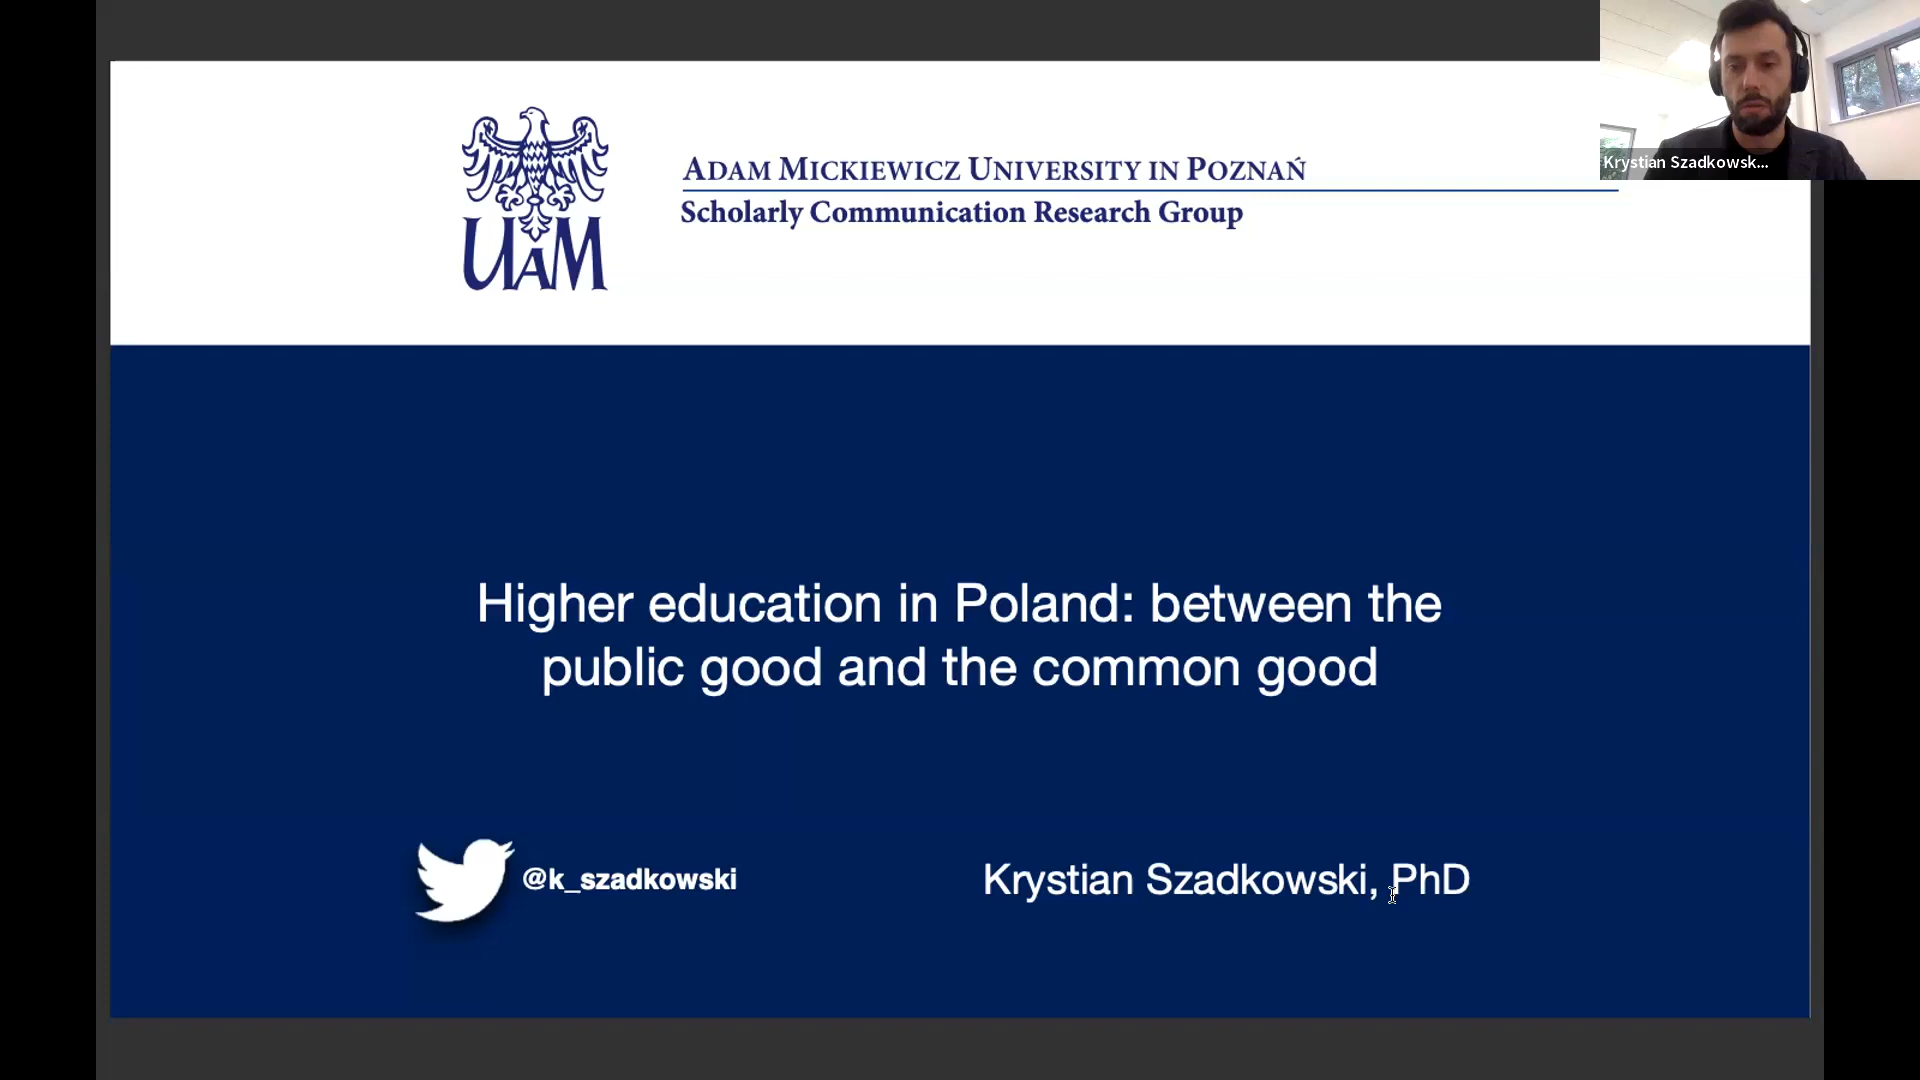 Krystian Szadkowsk...
UAM
ADAM MICKIEWICZ UNIVERSITY IN POZNAŃ
Scholarly Communication Research Group
Higher education in Poland: between the
public good and the common good
@k_szadkowski
Krystian Szadkowski, PhD